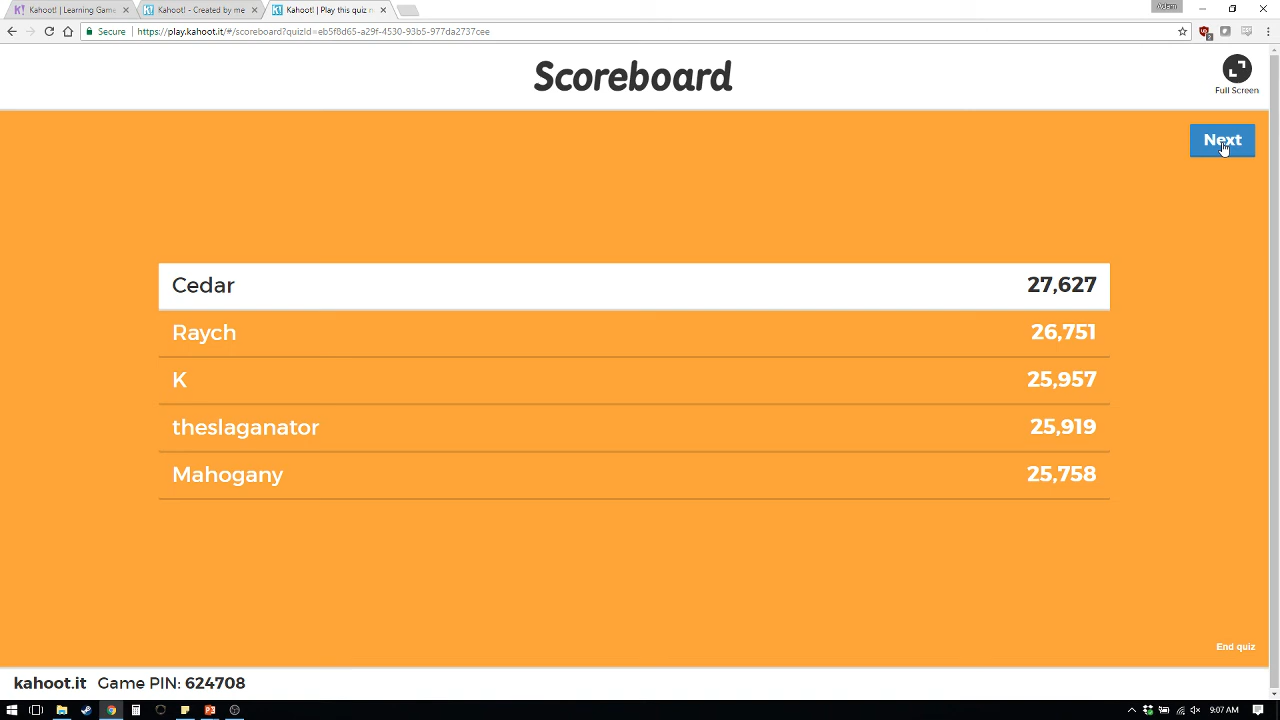 Kahoot! | Learning Game
Kahoot! - Created by me
Kahoot! | Play this quiz n
Adam
Secure
https://play.kahoot.it/#/scoreboard?quizId=eb5f8d65-a29f-4530-93b5-977da2737cee
Scoreboard
Full Screen
Next
Cedar 27,627
Raych 26,751
K 25,957
theslaganator 25,919
Mahogany 25,758
End quiz
kahoot.it Game PIN: 624708
9:07 AM